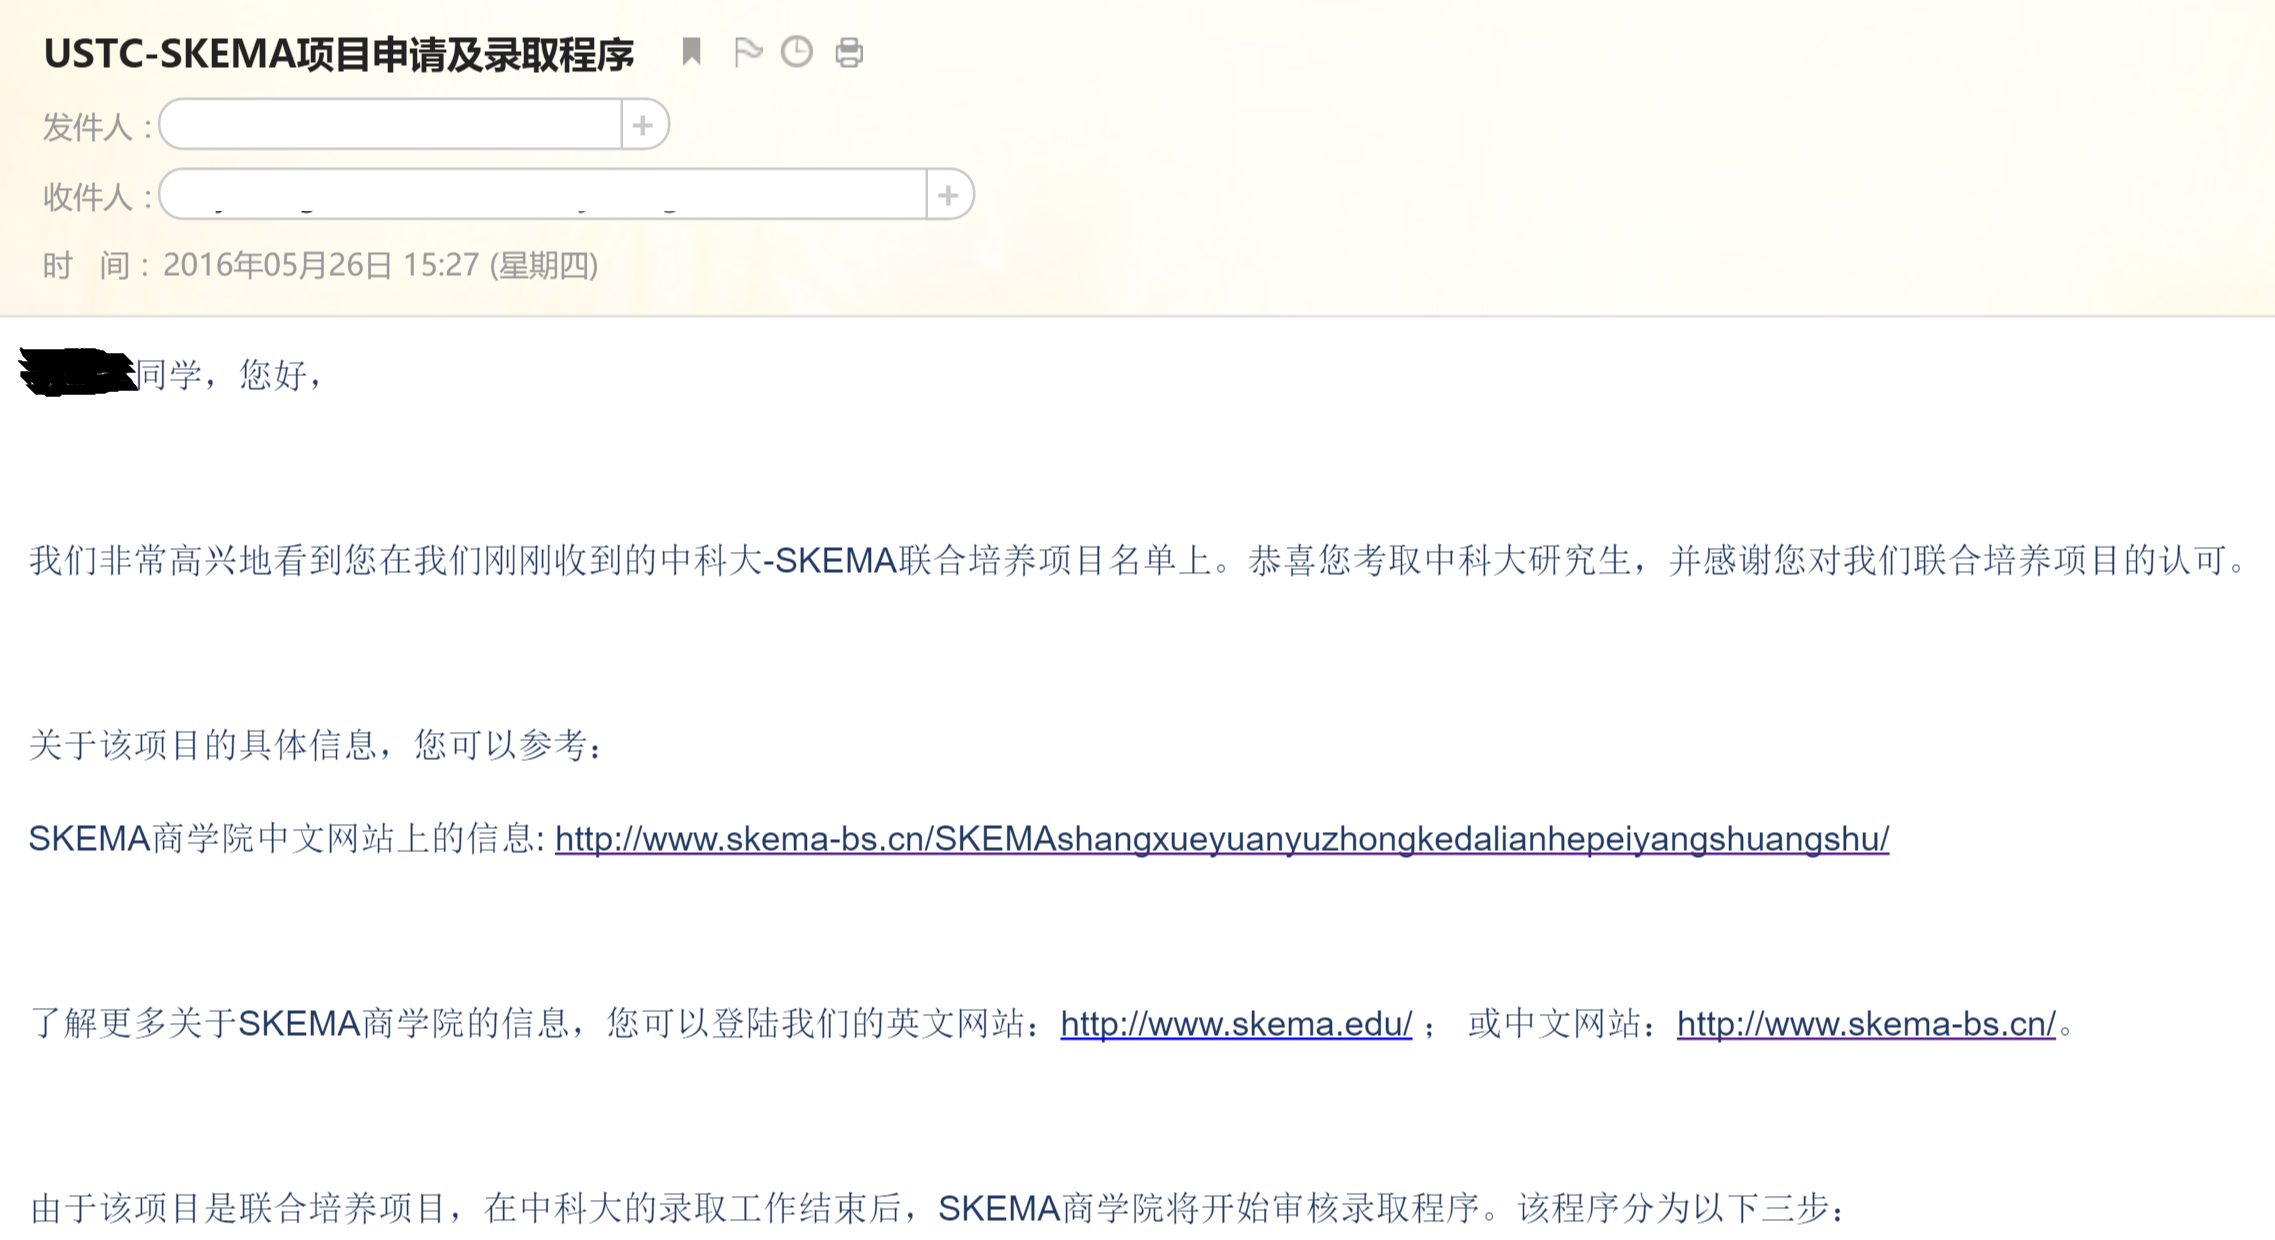 USTC-SKEMA项目申请及录取程序
发件人：
收件人：
时 间：2016年05月26日 15:27 (星期四)
同学，您好，
我们非常高兴地看到您在我们刚刚收到的中科大-SKEMA联合培养项目名单上。恭喜您考取中科大研究生，并感谢您对我们联合培养项目的认可。
关于该项目的具体信息，您可以参考：
SKEMA商学院中文网站上的信息: http://www.skema-bs.cn/SKEMAshangxueyuanyuzhongkedalianhepeiyangshuangshu/
了解更多关于SKEMA商学院的信息，您可以登陆我们的英文网站：http://www.skema.edu/ ； 或中文网站：http://www.skema-bs.cn/。
由于该项目是联合培养项目，在中科大的录取工作结束后，SKEMA商学院将开始审核录取程序。该程序分为以下三步：